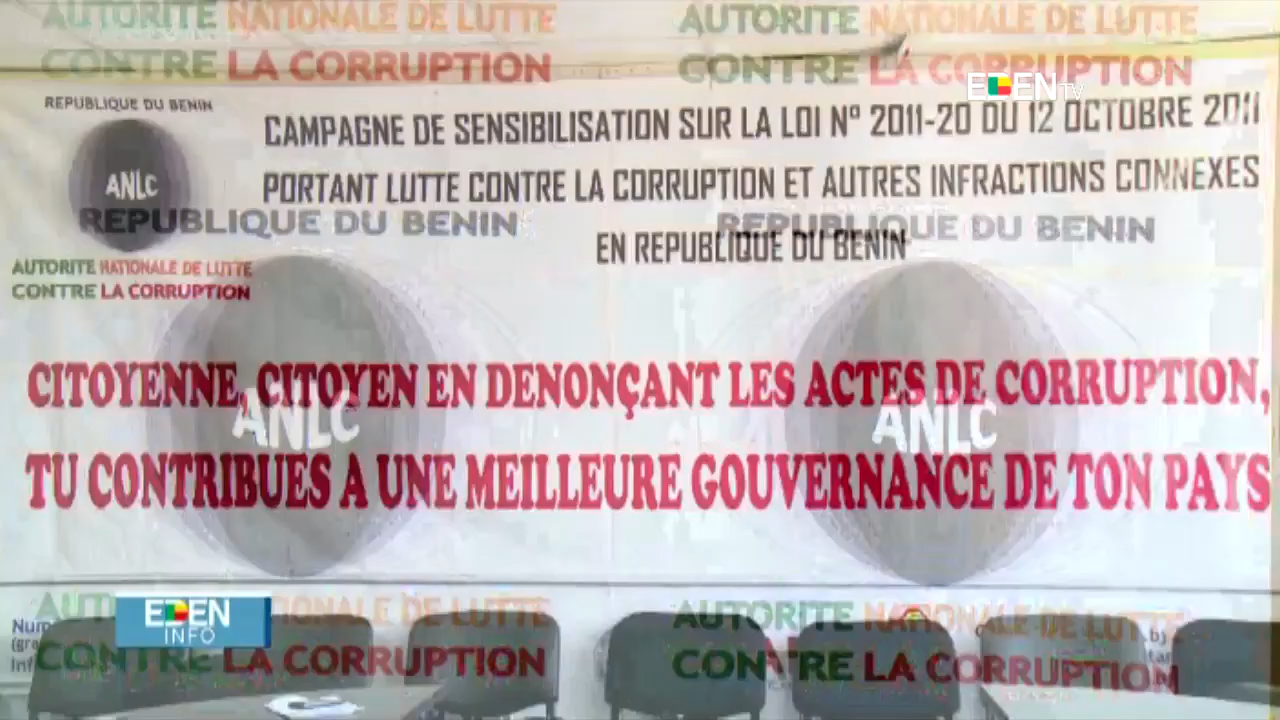 AUTORITE NATIONALE DE LUTTE
CONTRE LA CORRUPTION
AUTORITE NATIONALE DE LUTTE
CONTRE LA CORRUPTION
EDEN TV
REPUBLIQUE DU BENIN
ANLC
AUTORITE NATIONALE DE LUTTE
CONTRE LA CORRUPTION
CAMPAGNE DE SENSIBILISATION SUR LA LOI N° 2011-20 DU 12 OCTOBRE 2011
PORTANT LUTTE CONTRE LA CORRUPTION ET AUTRES INFRACTIONS CONNEXES
EN REPUBLIQUE DU BENIN
REPUBLIQUE DU BENIN
REPUBLIQUE DU BENIN
CITOYENNE, CITOYEN EN DENONÇANT LES ACTES DE CORRUPTION,
TU CONTRIBUES A UNE MEILLEURE GOUVERNANCE DE TON PAYS
ANLC
ANLC
EDEN
INFO
NATIONALE DE LUTTE
CONTRE LA CORRUPTION
AUTORITE NATIONALE DE LUTTE
CONTRE LA CORRUPTION